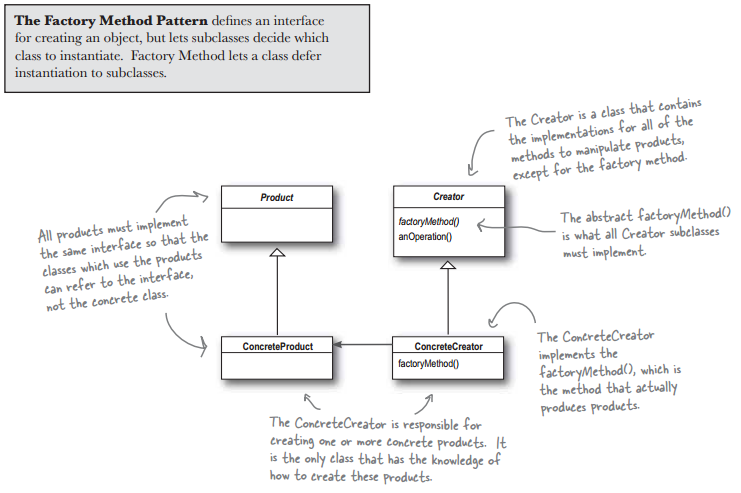 The Factory Method Pattern defines an interface
for creating an object, but lets subclasses decide which
class to instantiate.  Factory Method lets a class defer
instantiation to subclasses.
The Creator is a class that contains
the implementations for all of the
methods to manipulate products,
except for the factory method.
Product
Creator
factoryMethod()
anOperation()
All products must implement
the same interface so that the
classes which use the products
can refer to the interface,
not the concrete class.
The abstract factoryMethod()
is what all Creator subclasses
must implement.
ConcreteProduct
ConcreteCreator
factoryMethod()
The ConcreteCreator
implements the
factoryMethod(), which is
the method that actually
produces products.
The ConcreteCreator is responsible for
creating one or more concrete products.  It
is the only class that has the knowledge of
how to create these products.